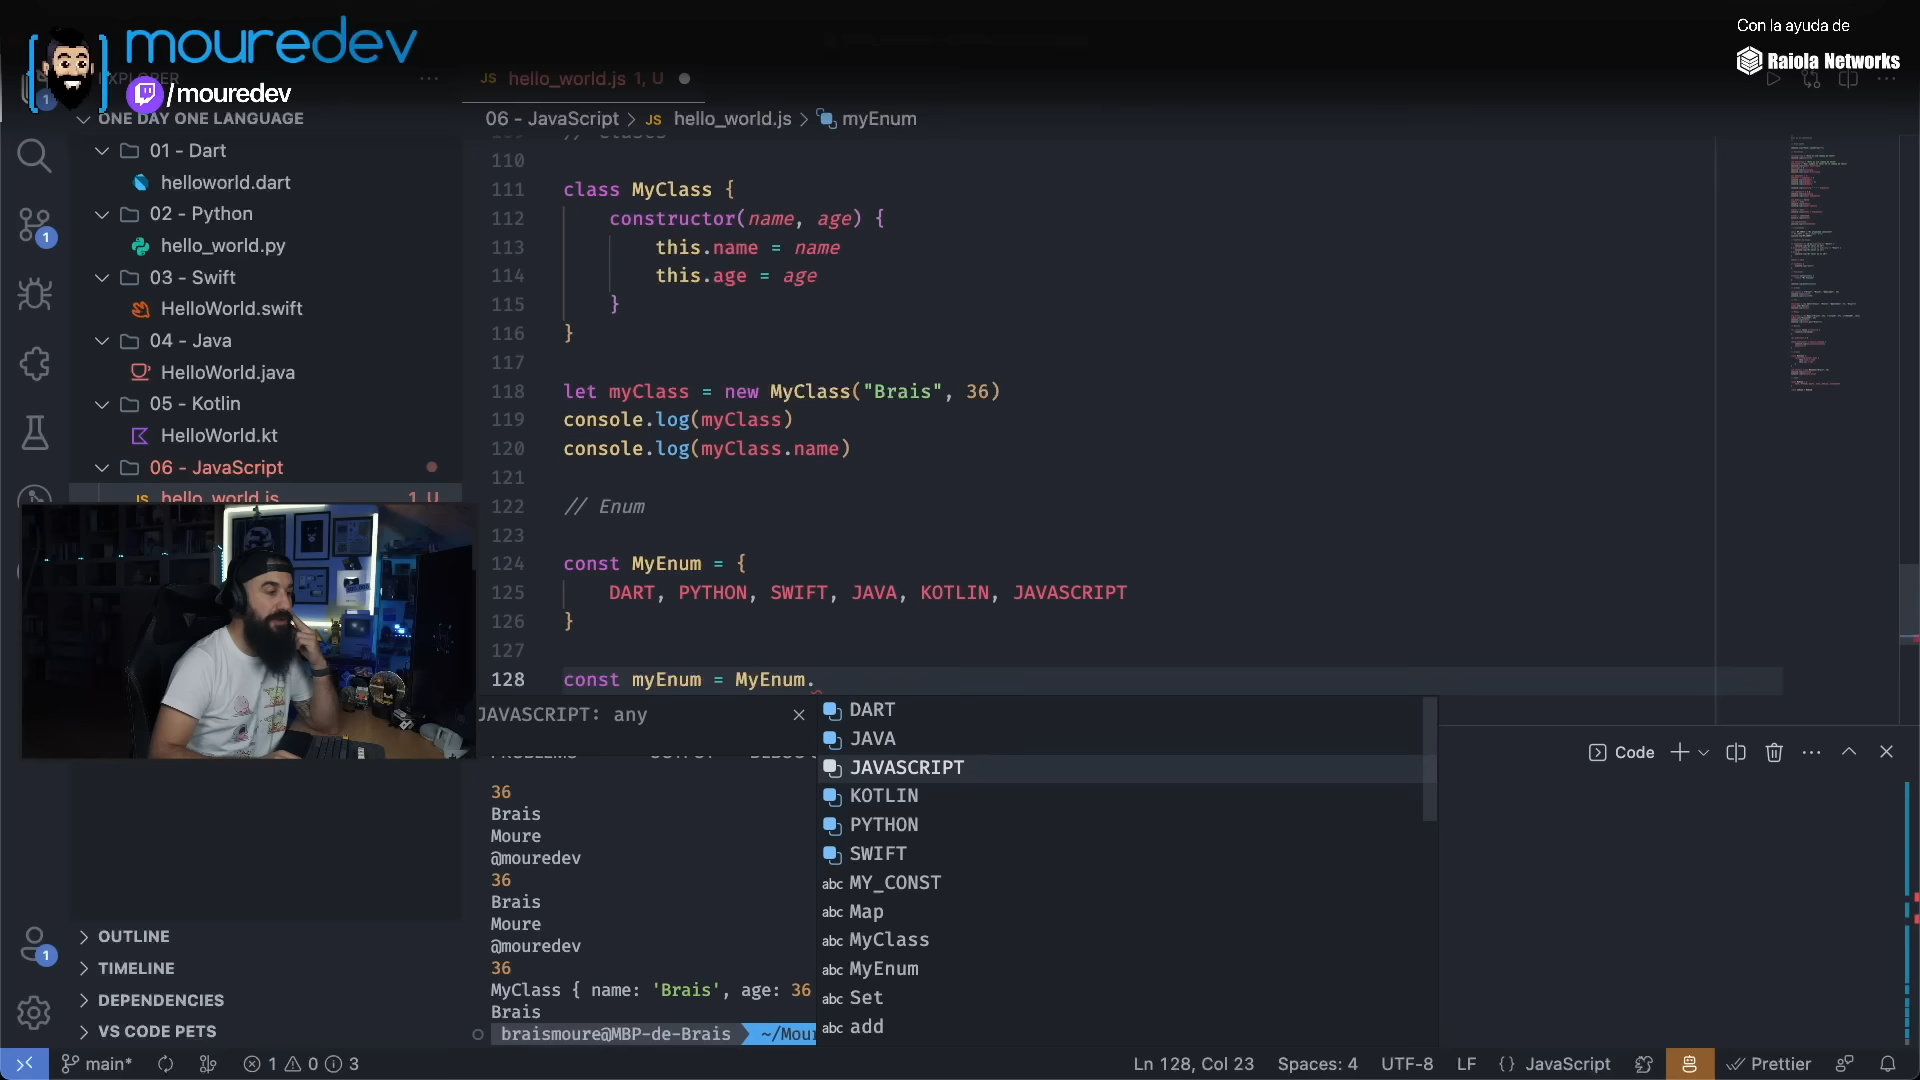 mouredev
/mouredev
Con la ayuda de
Raiola Networks
EXPLORER
ONE DAY ONE LANGUAGE
01 - Dart
helloworld.dart
02 - Python
hello_world.py
03 - Swift
HelloWorld.swift
04 - Java
HelloWorld.java
05 - Kotlin
HelloWorld.kt
06 - JavaScript
JS hello_world.js 1, U
OUTLINE
TIMELINE
DEPENDENCIES
VS CODE PETS
JS hello_world.js 1, U
06 - JavaScript > JS hello_world.js > myEnum
110
111 class MyClass {
112 constructor(name, age) {
113 this.name = name
114 this.age = age
115 }
116 }
117
118 let myClass = new MyClass("Brais", 36)
119 console.log(myClass)
120 console.log(myClass.name)
121
122 // Enum
123
124 const MyEnum = {
125 DART, PYTHON, SWIFT, JAVA, KOTLIN, JAVASCRIPT
126 }
127
128 const myEnum = MyEnum.
JAVASCRIPT: any
DART
JAVA
JAVASCRIPT
KOTLIN
PYTHON
SWIFT
abc MY_CONST
abc Map
abc MyClass
abc MyEnum
abc Set
abc add
Code
36
Brais
Moure
@mouredev
36
Brais
Moure
@mouredev
36
MyClass { name: 'Brais', age: 36
Brais
braismoure@MBP-de-Brais ~/Mour
main* 1 0 3
Ln 128, Col 23 Spaces: 4 UTF-8 LF {} JavaScript Prettier